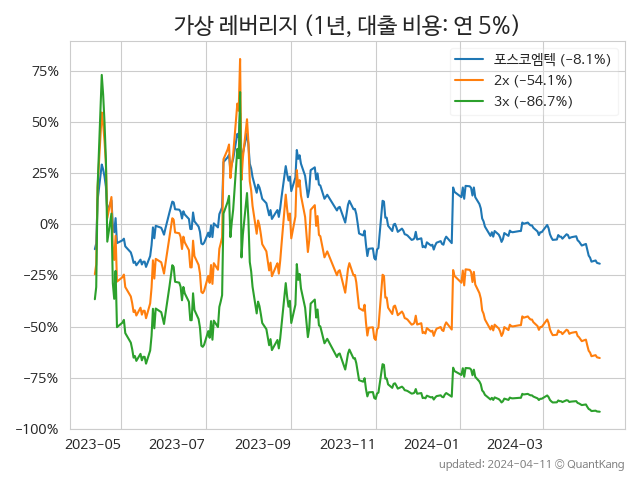 가상 레버리지 (1년, 대출 비용: 연 5%)
포스코엠텍 (−8.1%)
2x (−54.1%)
3x (−86.7%)
75%
50%
25%
0%
−25%
−50%
−75%
−100%
2023-05 2023-07 2023-09 2023-11 2024-01 2024-03
updated: 2024-04-11 © QuantKang